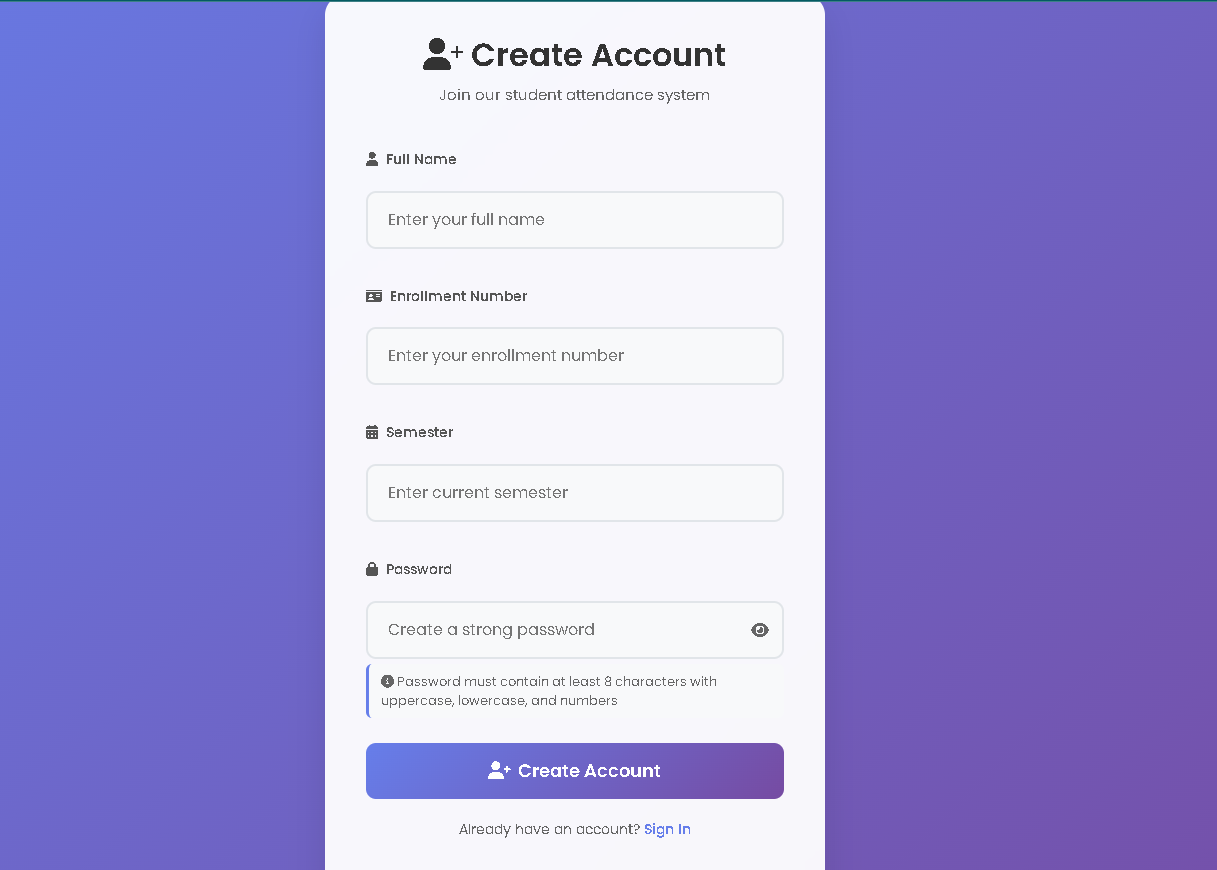 Create Account
Join our student attendance system
Full Name
Enter your full name
Enrollment Number
Enter your enrollment number
Semester
Enter current semester
Password
Create a strong password
Password must contain at least 8 characters with
uppercase, lowercase, and numbers
Create Account
Already have an account? Sign In